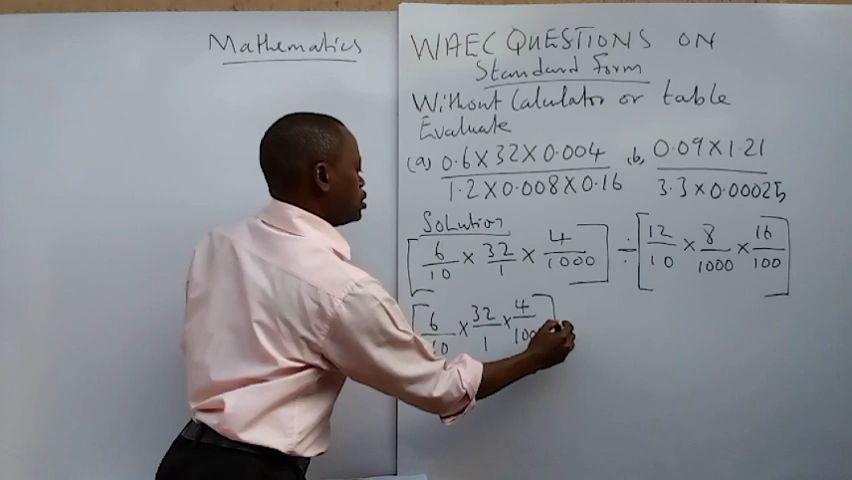 Mathematics
WAEC QUESTIONS ON
Standard form
Without Calculator or table
Evaluate
(a) 0.6 X 32 X 0.004 / 1.2 X 0.008 X 0.16 (b, 0.09 X 1.21 / 3.3 X 0.00025
Solution
[6/10 X 32/1 X 4/1000] ÷ [12/10 X 8/1000 X 16/100]
[6/10 X 32/1 X 4/100